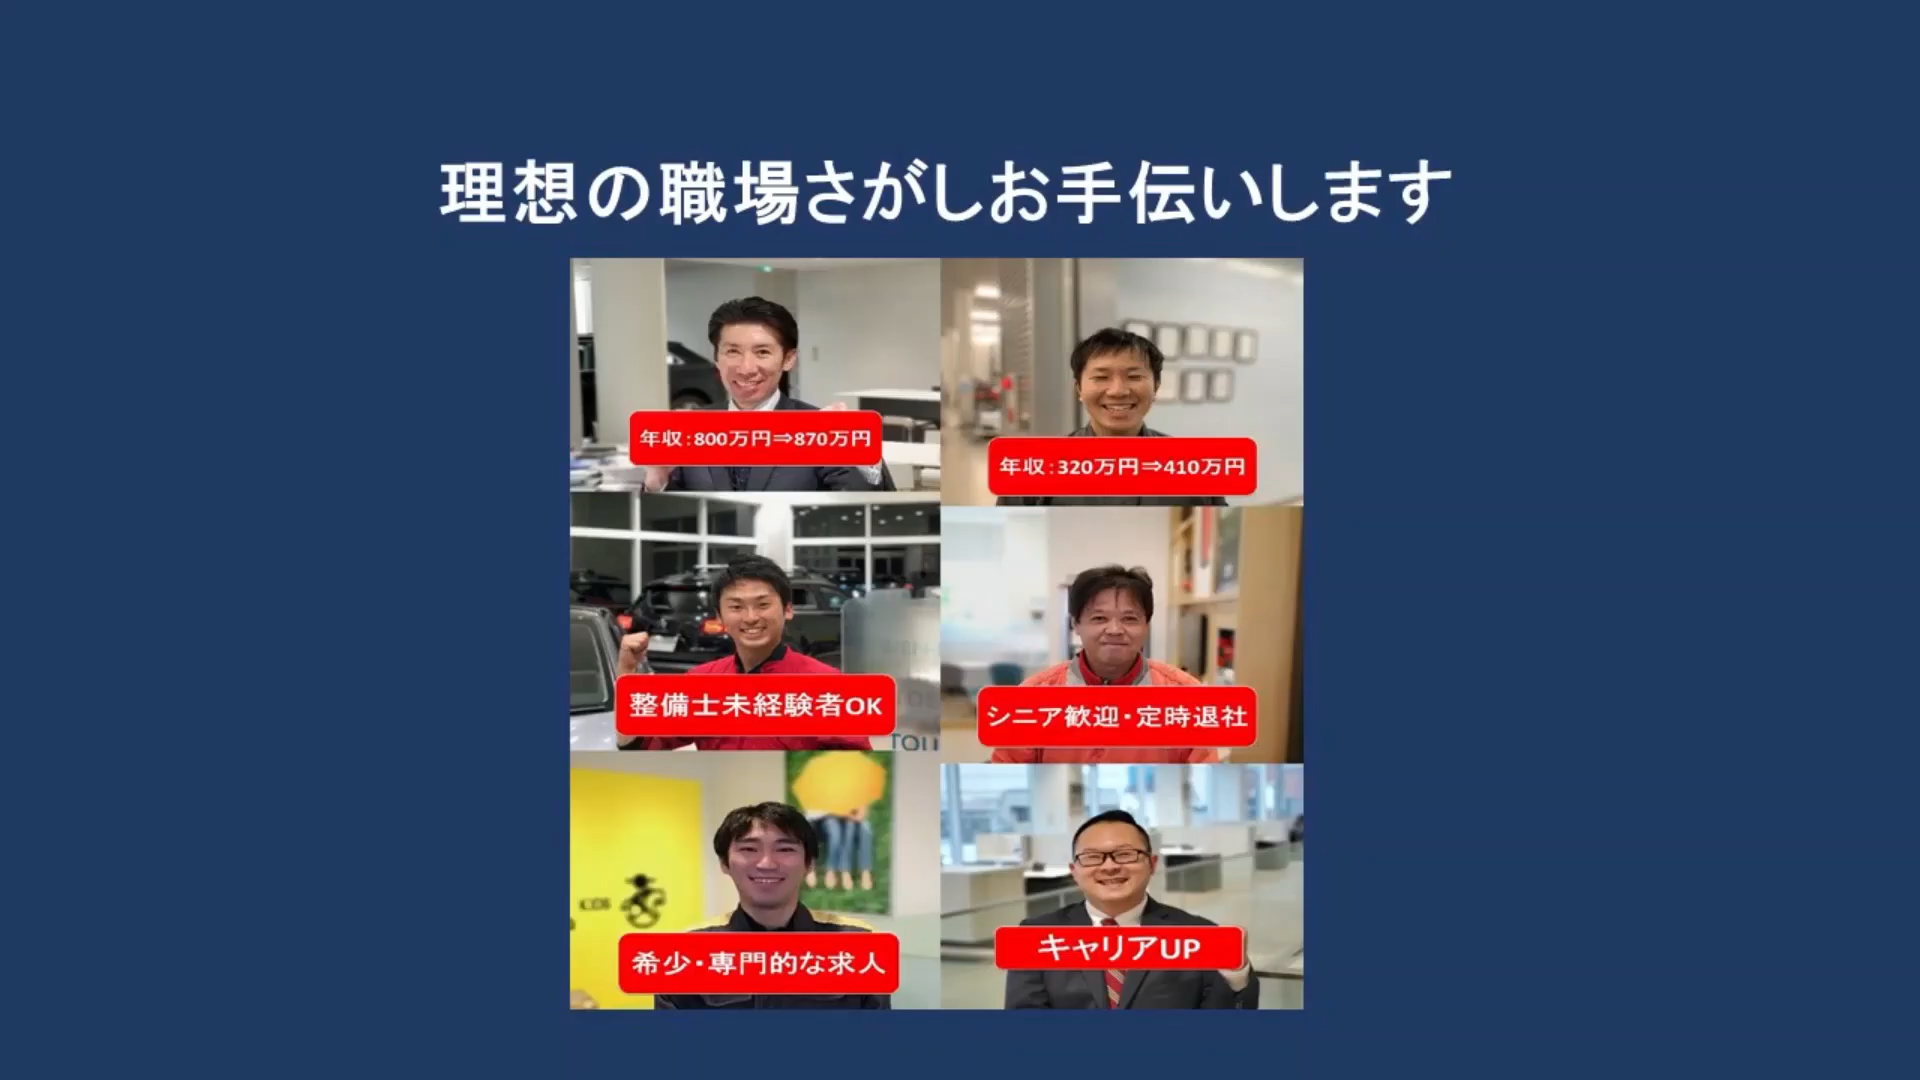 理想の職場さがしお手伝いします
年収:800万円⇒870万円
年収:320万円⇒410万円
整備士未経験者OK
シニア歓迎・定時退社
希少・専門的な求人
キャリアUP